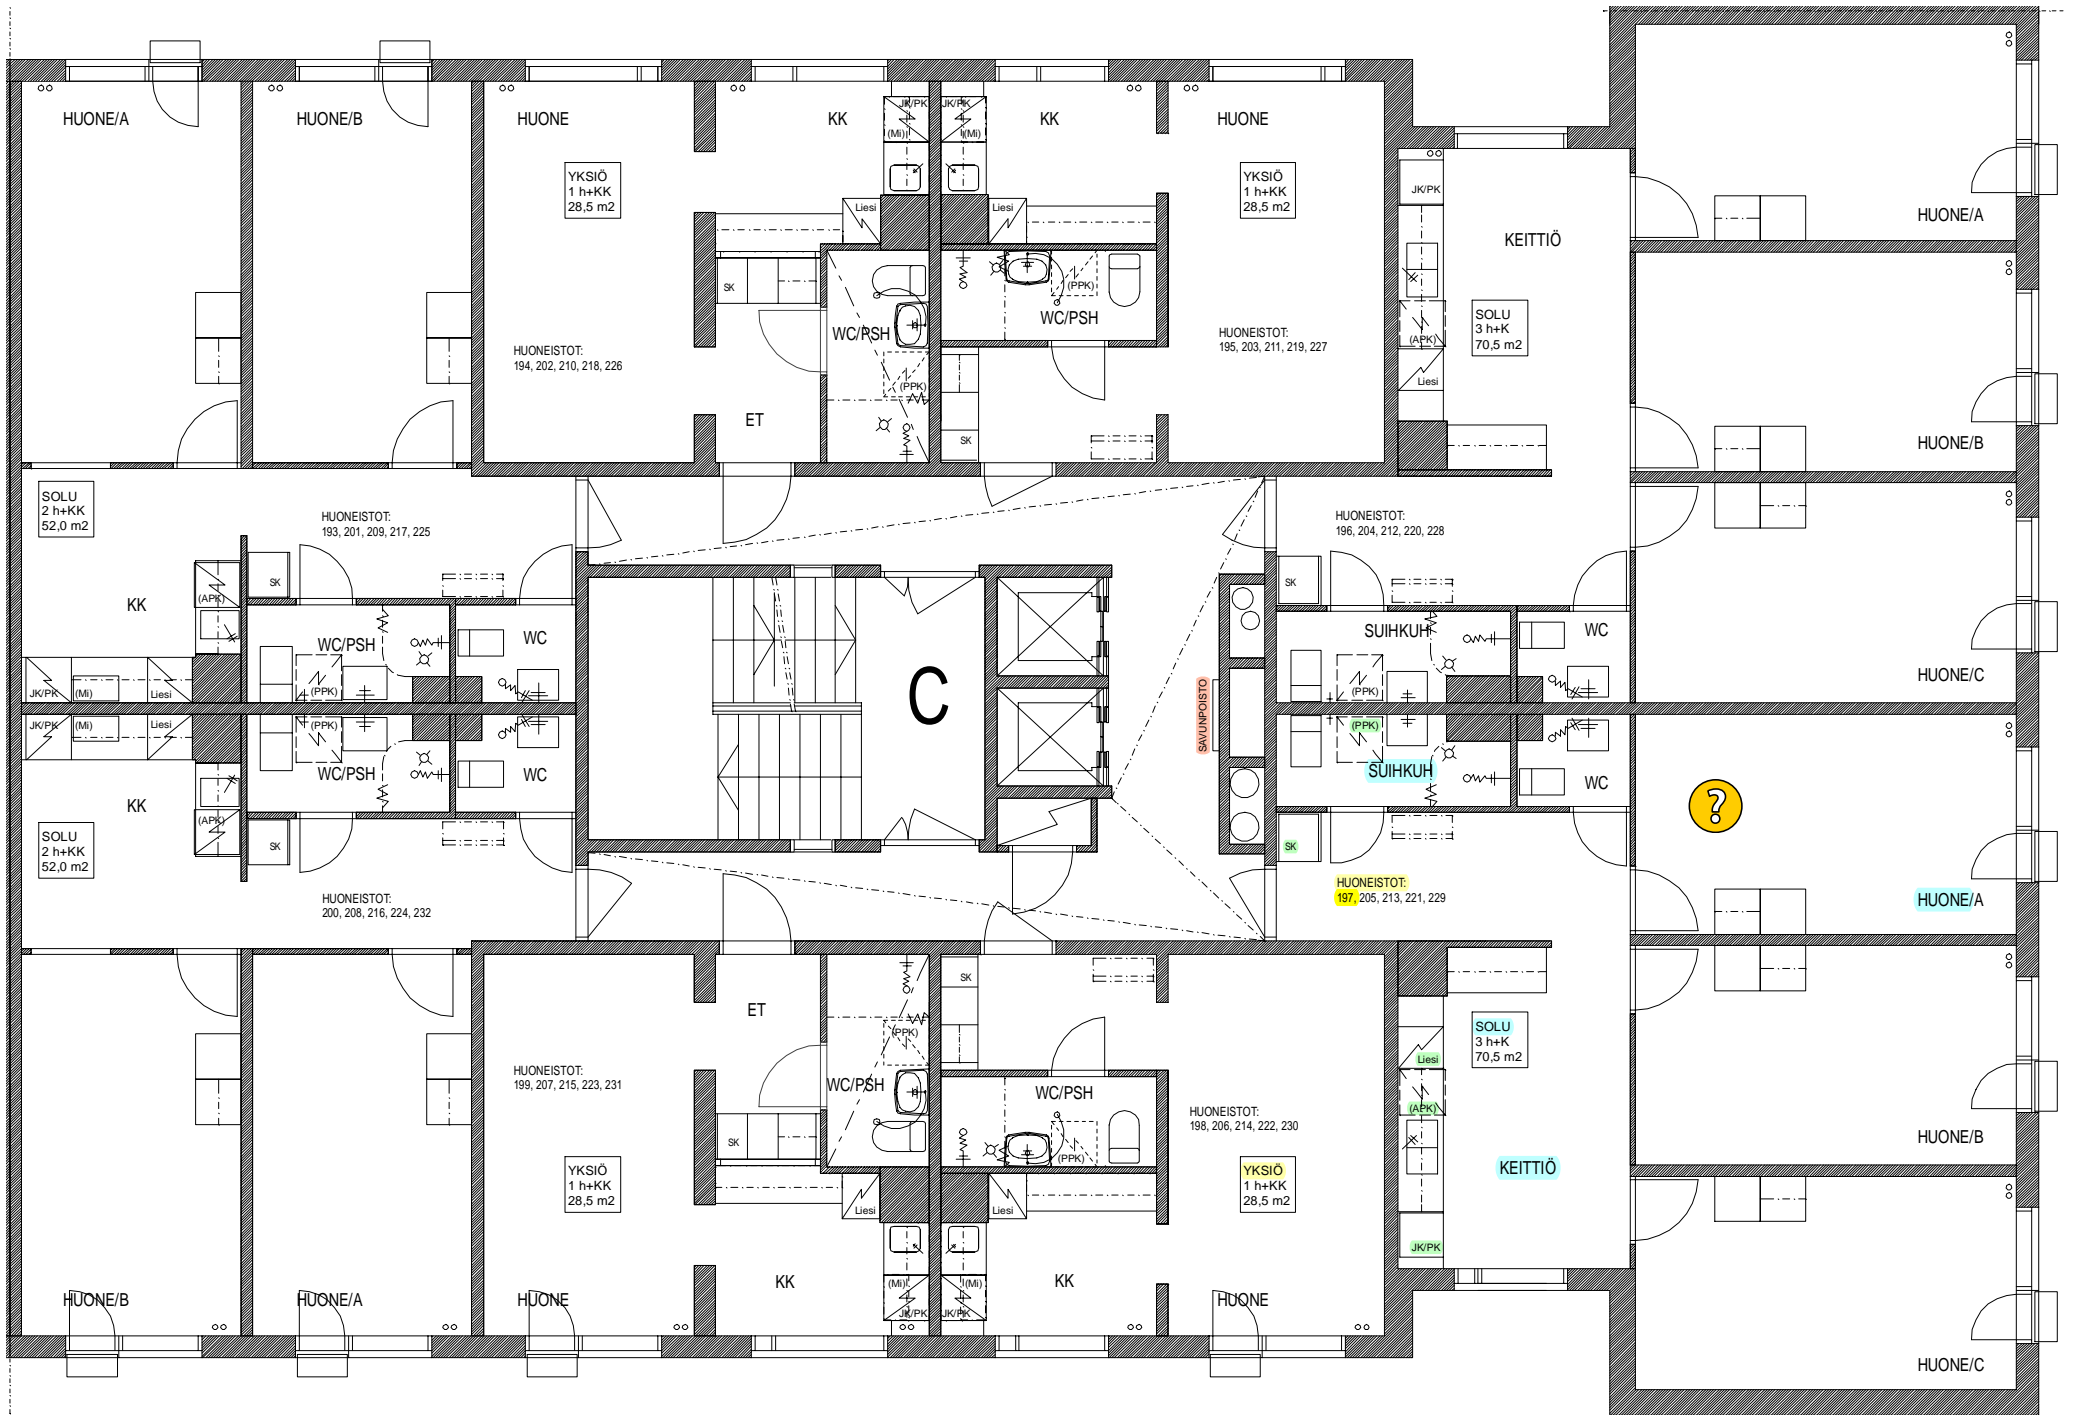 HUONE/A
HUONE/B
HUONE
KK
JK/PK
(Mi)
JK/PK
(Mi)
KK
HUONE
YKSIÖ
1 h+KK
28,5 m2
YKSIÖ
1 h+KK
28,5 m2
JK/PK
HUONE/A
Liesi
Liesi
KEITTIÖ
SK
(PPK)
WC/PSH
WC/PSH
SOLU
3 h+K
70,5 m2
(APK)
Liesi
HUONEISTOT:
194, 202, 210, 218, 226
HUONEISTOT:
195, 203, 211, 219, 227
(PPK)
ET
SK
HUONE/B
SOLU
2 h+KK
52,0 m2
HUONEISTOT:
193, 201, 209, 217, 225
HUONEISTOT:
196, 204, 212, 220, 228
SK
(APK)
KK
SK
WC/PSH
WC
SUIHKUH
WC
JK/PK
(Mi)
Liesi
(PPK)
C
(PPK)
HUONE/C
JK/PK
(Mi)
Liesi
(PPK)
SAVUNPOISTO
(PPK)
WC/PSH
WC
SUIHKUH
WC
KK
(APK)
SOLU
2 h+KK
52,0 m2
SK
SK
?
HUONE/A
HUONEISTOT:
200, 208, 216, 224, 232
HUONEISTOT:
197, 205, 213, 221, 229
ET
SK
(PPK)
SOLU
3 h+K
70,5 m2
Liesi
(APK)
HUONEISTOT:
199, 207, 215, 223, 231
WC/PSH
WC/PSH
HUONEISTOT:
198, 206, 214, 222, 230
SK
(PPK)
HUONE/B
YKSIÖ
1 h+KK
28,5 m2
YKSIÖ
1 h+KK
28,5 m2
KEITTIÖ
Liesi
Liesi
JK/PK
KK
(Mi)
JK/PK
(Mi)
JK/PK
KK
HUONE/B
HUONE/A
HUONE
HUONE
HUONE/C